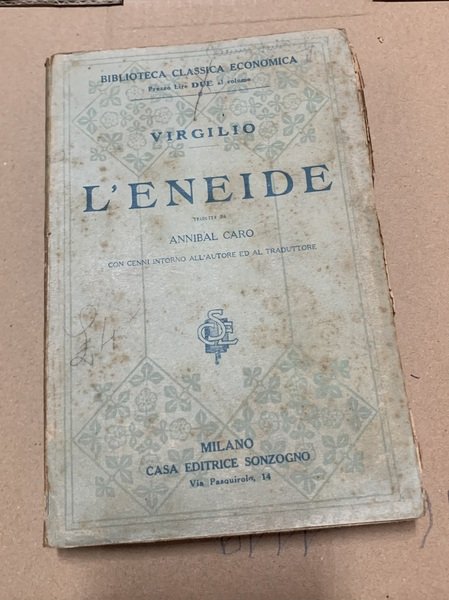 BIBLIOTECA CLASSICA ECONOMICA
Prezzo Lire DUE al volume
VIRGILIO
L'ENEIDE
TRADOTTA DA
ANNIBAL CARO
CON CENNI INTORNO ALL'AUTORE ED AL TRADUTTORE
MILANO
CASA EDITRICE SONZOGNO
Via Pasquirolo, 14